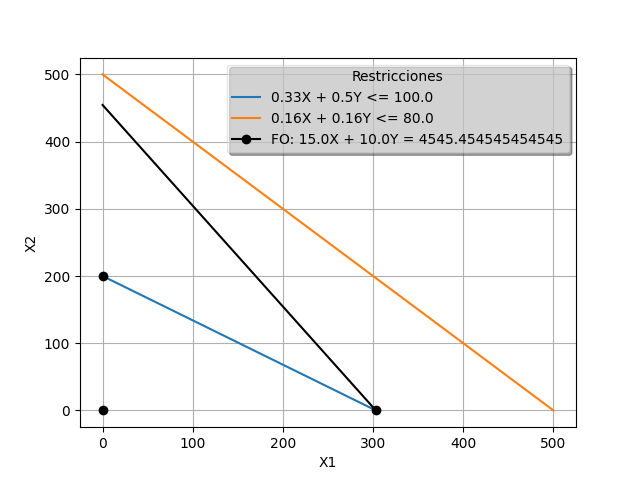 Restricciones
0.33X + 0.5Y <= 100.0
0.16X + 0.16Y <= 80.0
FO: 15.0X + 10.0Y = 4545.454545454545
500
400
300
200
100
0
X2
0 100 200 300 400 500
X1